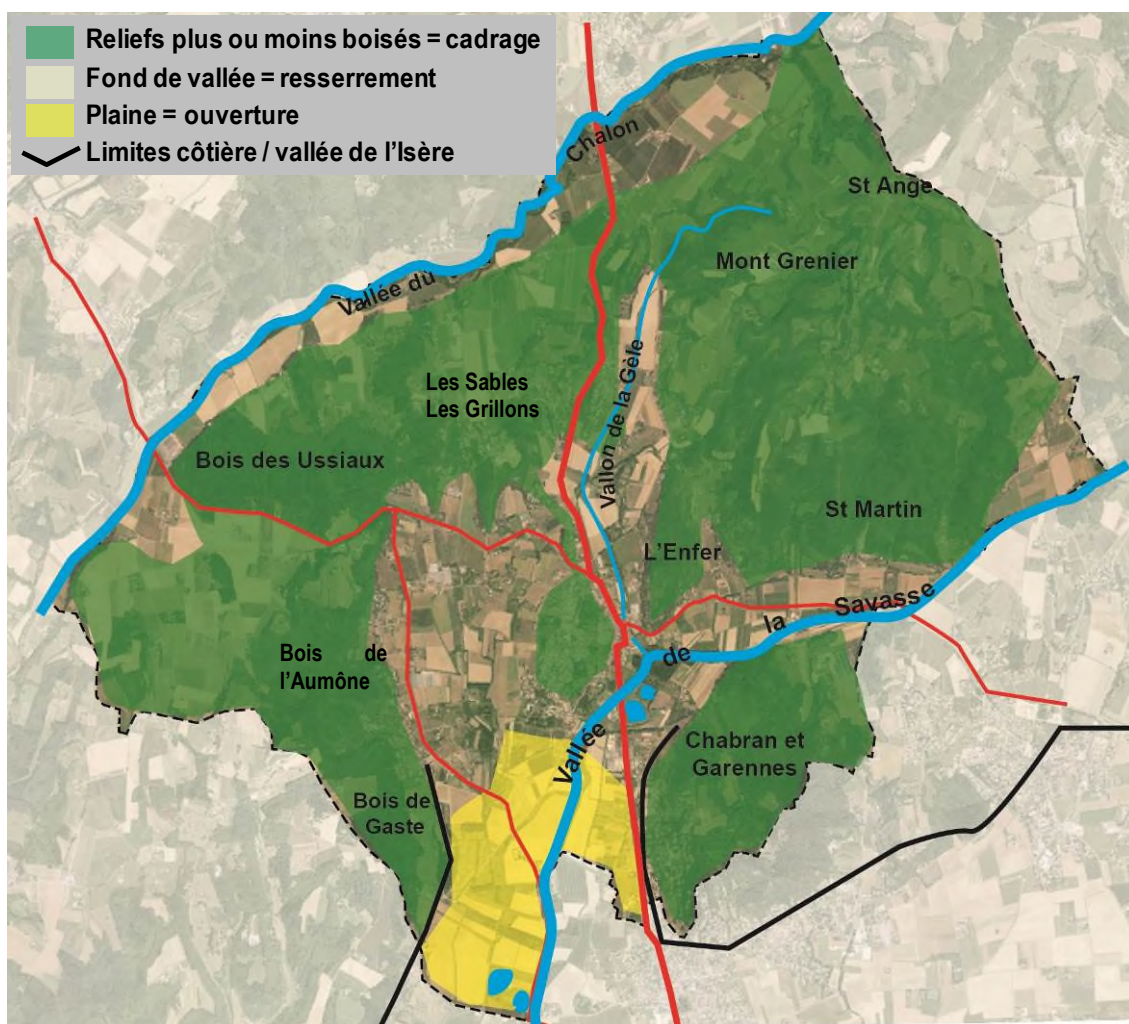 Reliefs plus ou moins boisés = cadrage
Fond de vallée = resserrement
Plaine = ouverture
Limites côtière / vallée de l'Isère
Chalon
St Ange
Mont Grenier
Vallée du
Vallon de la Gèle
Les Sables
Les Grillons
Bois des Ussiaux
St Martin
L'Enfer
Vallée de la Savasse
Bois de
l'Aumône
Chabran et
Garennes
Bois de
Gaste